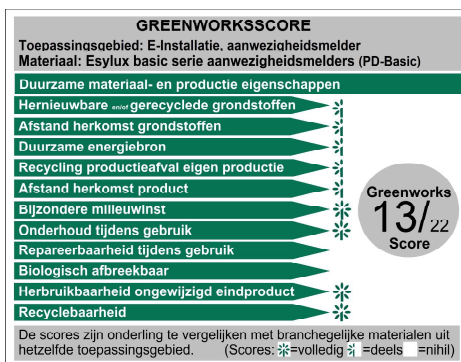 GREENWORKSSCORE
Toepassingsgebied: E-Installatie, aanwezigheidsmelder
Materiaal: Esylux basic serie aanwezigheidsmelders (PD-Basic)
Duurzame materiaal- en productie eigenschappen
Hernieuwbare en/of gerecyclede grondstoffen
Afstand herkomst grondstoffen
Duurzame energiebron
Recycling productieafval eigen productie
Afstand herkomst product
Bijzondere milieuwinst
Onderhoud tijdens gebruik
Repareerbaarheid tijdens gebruik
Biologisch afbreekbaar
Herbruikbaarheid ongewijzigd eindproduct
Recyclebaarheid
Greenworks
13/22
Score
De scores zijn onderling te vergelijken met branchegelijke materialen uit
hetzelfde toepassingsgebied. (Scores: =volledig =deels =nihil)